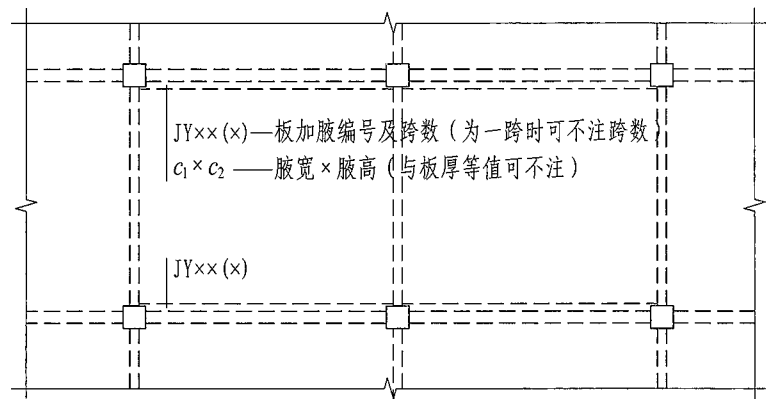 JY××(×)—板加腋编号及跨数（为一跨时可不注跨数）
c₁×c₂ ——腋宽×腋高（与板厚等值可不注）
JY××(×)